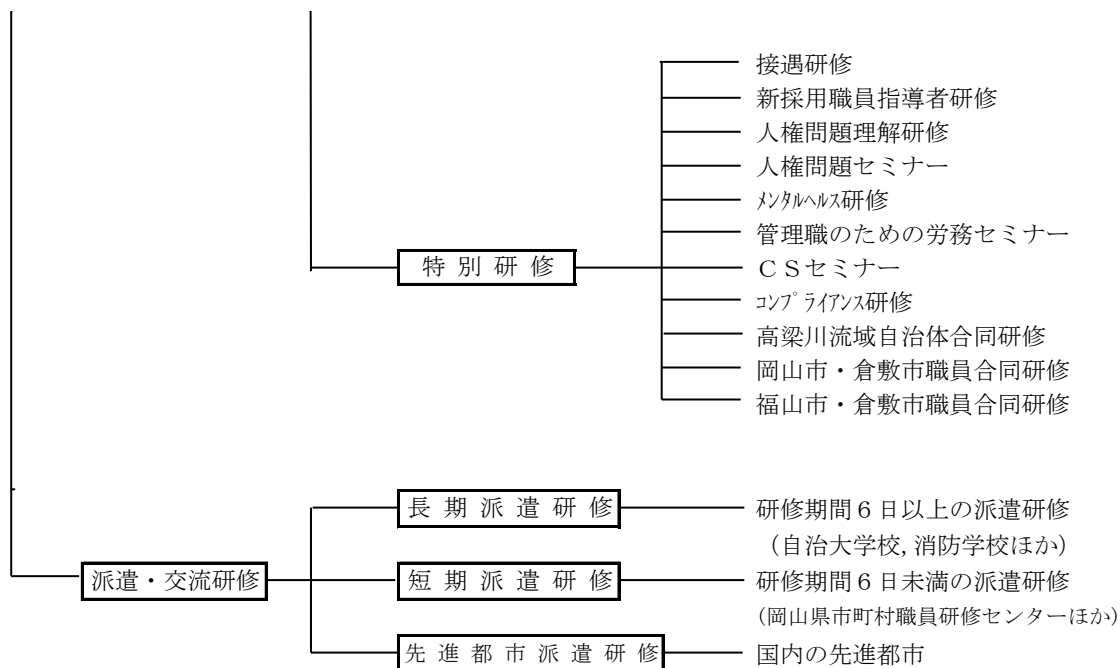 接遇研修
新採用職員指導者研修
人権問題理解研修
人権問題セミナー
ﾒﾝﾀﾙﾍﾙｽ研修
管理職のための労務セミナー
特別研修
ＣＳセミナー
ｺﾝﾌﾟﾗｲｱﾝｽ研修
高梁川流域自治体合同研修
岡山市・倉敷市職員合同研修
福山市・倉敷市職員合同研修
長期派遣研修
研修期間６日以上の派遣研修
（自治大学校，消防学校ほか）
派遣・交流研修
短期派遣研修
研修期間６日未満の派遣研修
(岡山県市町村職員研修センターほか)
先進都市派遣研修
国内の先進都市